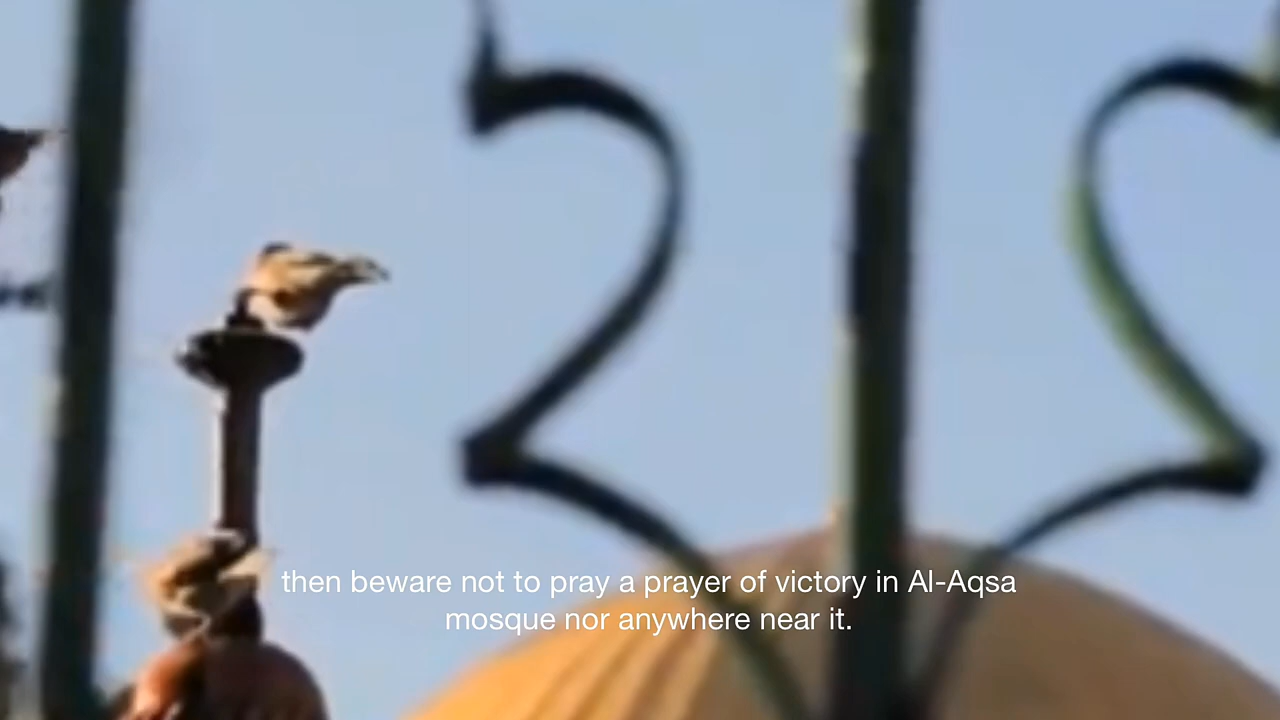 then beware not to pray a prayer of victory in Al-Aqsa
mosque nor anywhere near it.